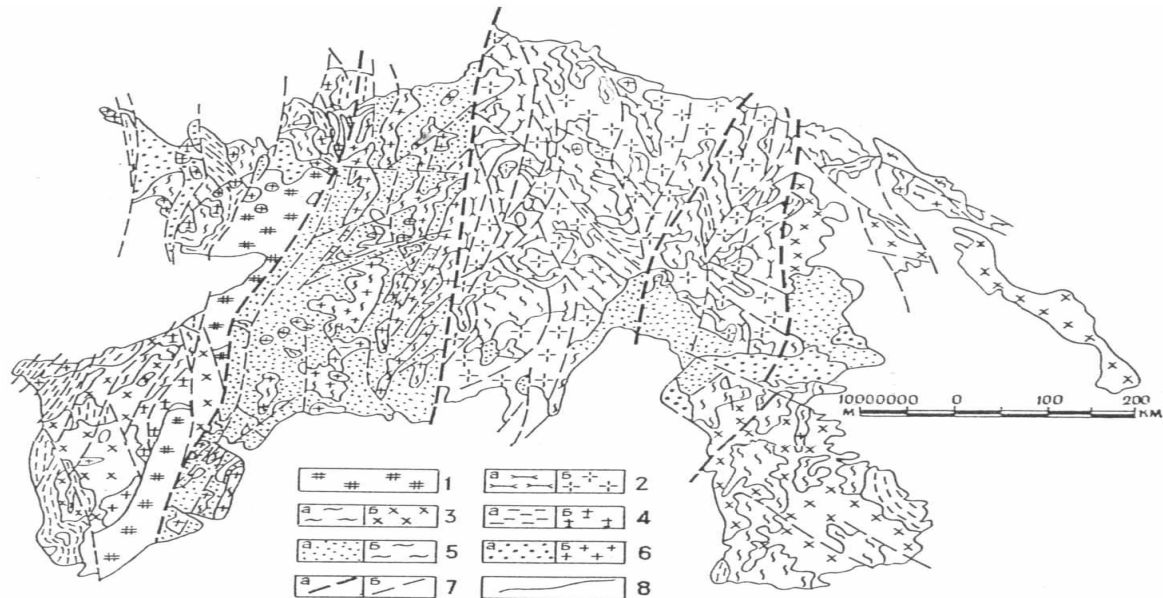 10000000 0 100 200
М КМ
1 а б 2
а б 3 а б 4
а б 5 а б 6
а б 7 8